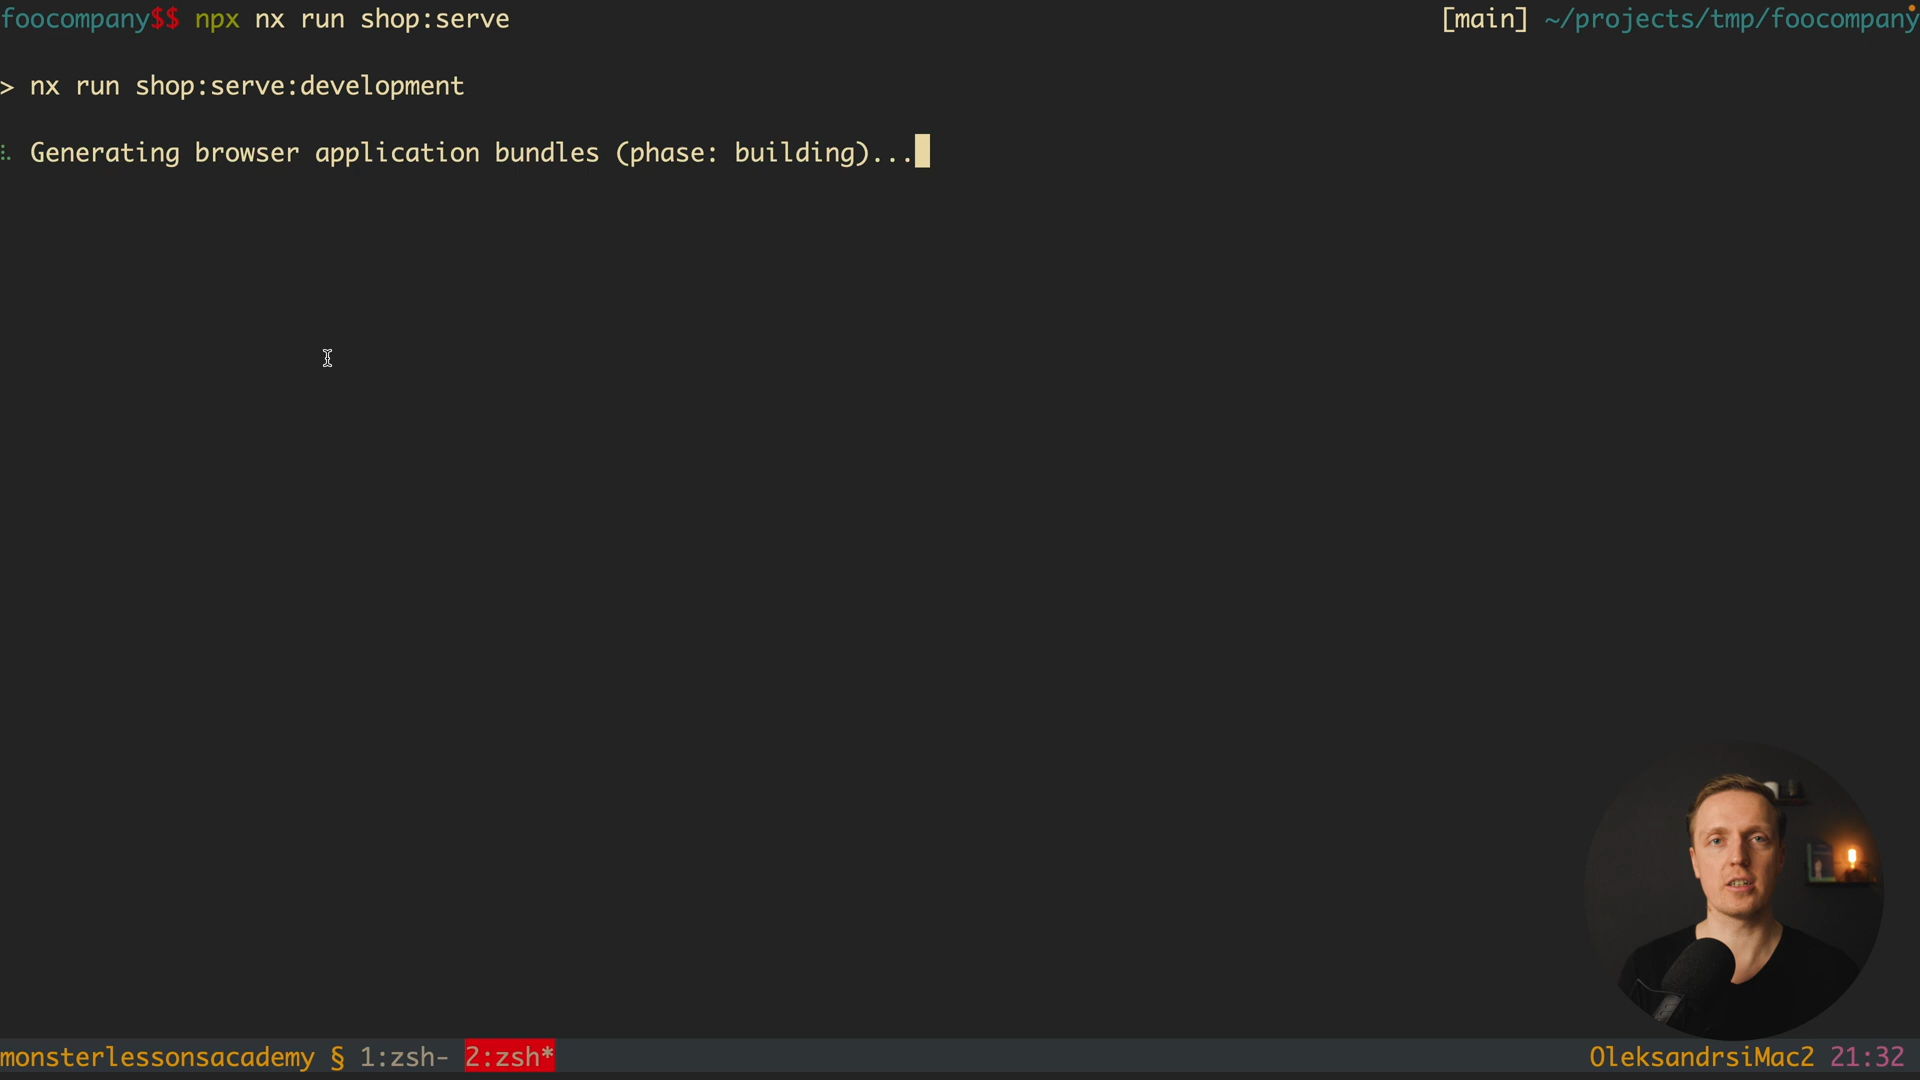 foocompany$$ npx nx run shop:serve [main] ~/projects/tmp/foocompany
> nx run shop:serve:development
Generating browser application bundles (phase: building)...
monsterlessonsacademy § 1:zsh- 2:zsh* OleksandrsiMac2 21:32